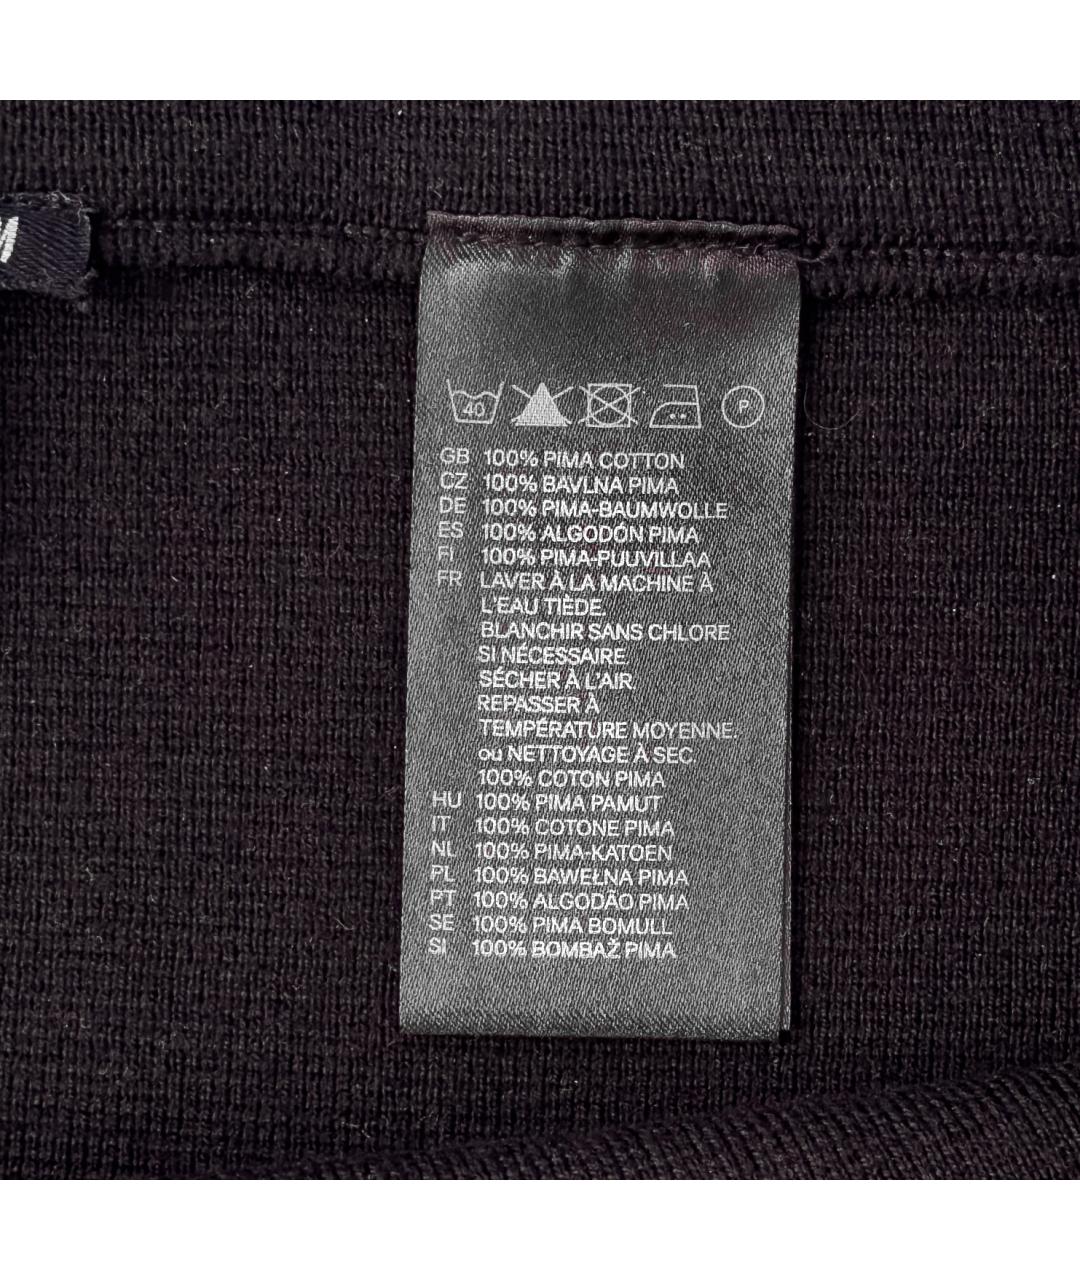 40 P
GB 100% PIMA COTTON
CZ 100% BAVLNA PIMA
DE 100% PIMA-BAUMWOLLE
ES 100% ALGODÓN PIMA
FI 100% PIMA-PUUVILLAA
FR LAVER À LA MACHINE À
L'EAU TIÈDE.
BLANCHIR SANS CHLORE
SI NÉCESSAIRE.
SÉCHER À L'AIR.
REPASSER À
TEMPÉRATURE MOYENNE.
ou NETTOYAGE À SEC.
100% COTON PIMA
HU 100% PIMA PAMUT
IT 100% COTONE PIMA
NL 100% PIMA-KATOEN
PL 100% BAWEŁNA PIMA
PT 100% ALGODÃO PIMA
SE 100% PIMA BOMULL
SI 100% BOMBAŽ PIMA